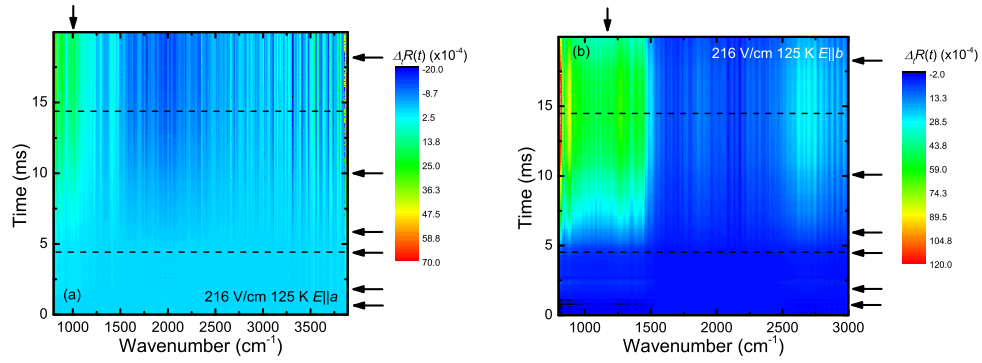 Δ_tR(t) (x10⁻⁴)
-20.0
-8.7
2.5
13.8
25.0
36.3
47.5
58.8
70.0
15
10
5
0
Time (ms)
(a)
216 V/cm 125 K E||a
1000 1500 2000 2500 3000 3500
Wavenumber (cm⁻¹)
(b)
216 V/cm 125 K E||b
Δ_tR(t) (x10⁻⁴)
-2.0
-13.3
-28.5
-43.8
-59.0
-74.3
-89.5
-104.8
-120.0
15
10
5
0
Time (ms)
1000 1500 2000 2500 3000
Wavenumber (cm⁻¹)